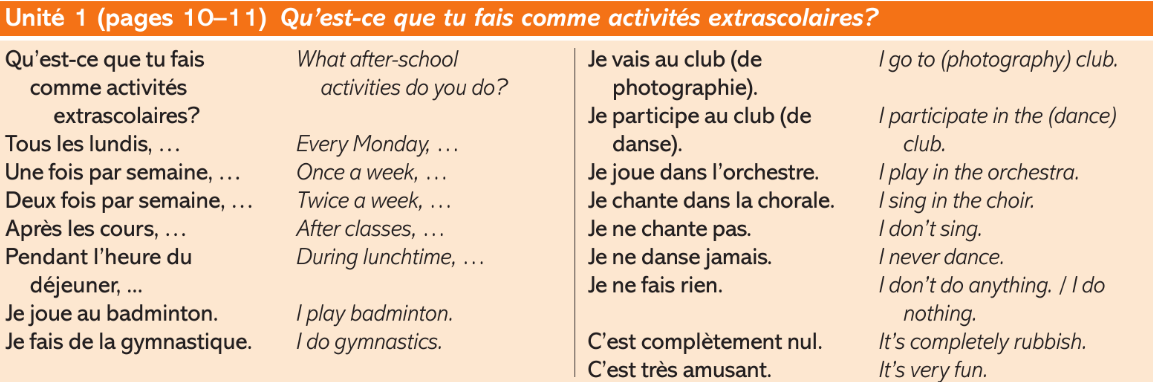 Unité 1 (pages 10–11) Qu’est-ce que tu fais comme activités extrascolaires?
Qu’est-ce que tu fais What after-school
comme activités activities do you do?
extrascolaires?
Tous les lundis, … Every Monday, …
Une fois par semaine, … Once a week, …
Deux fois par semaine, … Twice a week, …
Après les cours, … After classes, …
Pendant l’heure du During lunchtime, …
déjeuner, ...
Je joue au badminton. I play badminton.
Je fais de la gymnastique. I do gymnastics.
Je vais au club (de I go to (photography) club.
photographie).
Je participe au club (de I participate in the (dance)
danse). club.
Je joue dans l’orchestre. I play in the orchestra.
Je chante dans la chorale. I sing in the choir.
Je ne chante pas. I don’t sing.
Je ne danse jamais. I never dance.
Je ne fais rien. I don’t do anything. / I do
nothing.
C’est complètement nul. It’s completely rubbish.
C’est très amusant. It’s very fun.